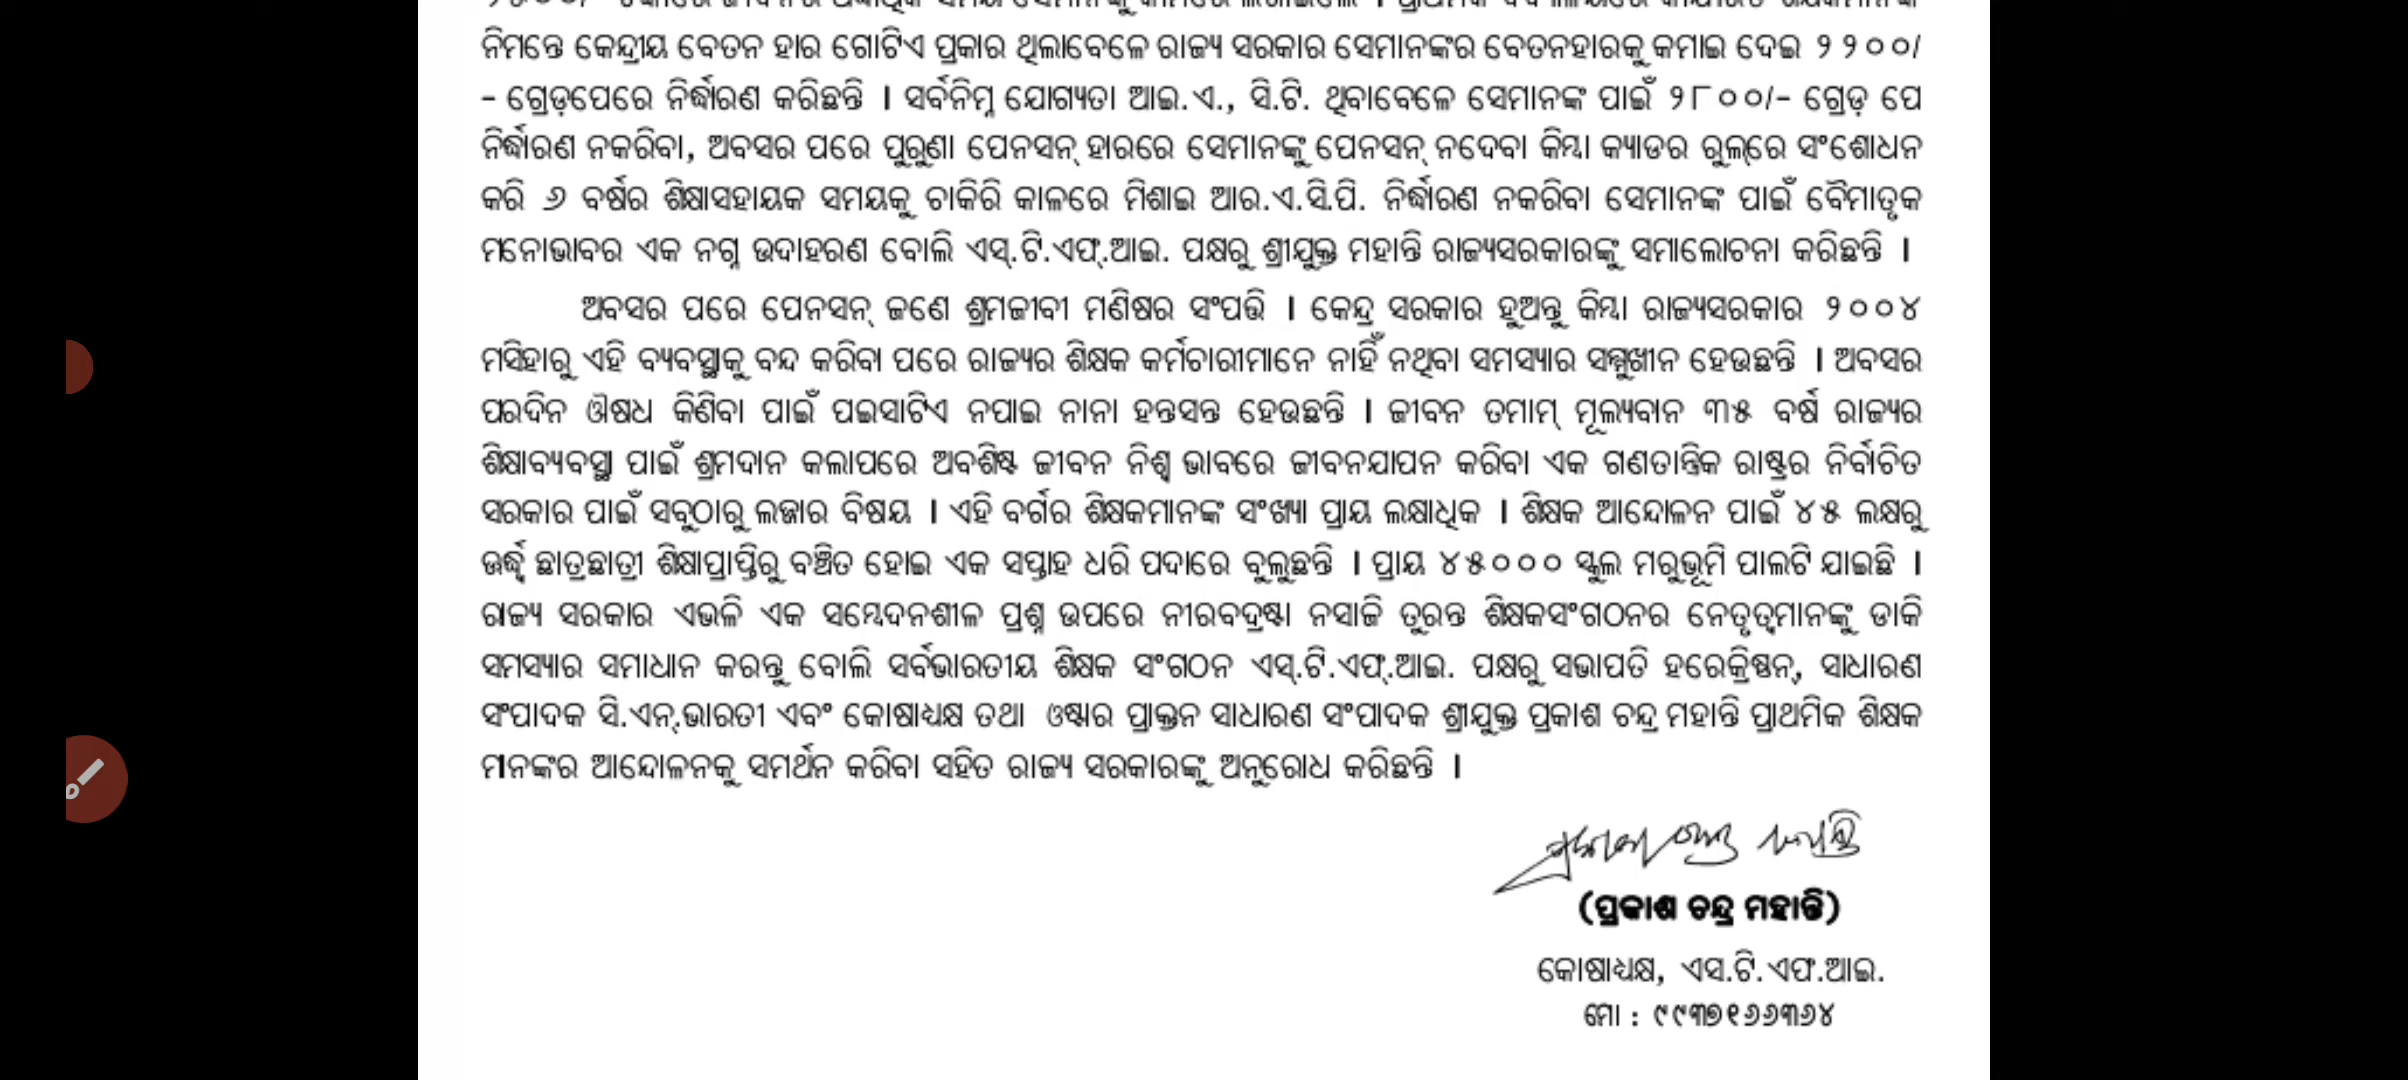 ନିମନ୍ତେ କେନ୍ଦ୍ରୀୟ ବେତନ ହାର ଗୋଟିଏ ପ୍ରକାର ଥିଲାବେଳେ ରାଜ୍ୟ ସରକାର ସେମାନଙ୍କର ବେତନହାରକୁ କମାଇ ଦେଇ ୨୨୦୦/
- ଗ୍ରେଡ଼ପେରେ ନିର୍ଦ୍ଧାରଣ କରିଛନ୍ତି । ସର୍ବନିମ୍ନ ଯୋଗ୍ୟତା ଆଇ.ଏ., ସି.ଟି. ଥିବାବେଳେ ସେମାନଙ୍କ ପାଇଁ ୨୮୦୦/- ଗ୍ରେଡ଼ ପେ
ନିର୍ଦ୍ଧାରଣ ନକରିବା, ଅବସର ପରେ ପୁରୁଣା ପେନସନ୍ ହାରରେ ସେମାନଙ୍କୁ ପେନସନ୍ ନଦେବା କିମ୍ବା କ୍ୟାଡର ରୁଲ୍‌ରେ ସଂଶୋଧନ
କରି ୬ ବର୍ଷର ଶିକ୍ଷାସହାୟକ ସମୟକୁ ଚାକିରି କାଳରେ ମିଶାଇ ଆର.ଏ.ସି.ପି. ନିର୍ଦ୍ଧାରଣ ନକରିବା ସେମାନଙ୍କ ପାଇଁ ବୈମାତୃକ
ମନୋଭାବର ଏକ ନଗ୍ନ ଉଦାହରଣ ବୋଲି ଏସ୍.ଟି.ଏଫ୍.ଆଇ. ପକ୍ଷରୁ ଶ୍ରୀଯୁକ୍ତ ମହାନ୍ତି ରାଜ୍ୟସରକାରଙ୍କୁ ସମାଲୋଚନା କରିଛନ୍ତି ।
ଅବସର ପରେ ପେନସନ୍ ଜଣେ ଶ୍ରମଜୀବୀ ମଣିଷର ସଂପତ୍ତି । କେନ୍ଦ୍ର ସରକାର ହୁଅନ୍ତୁ କିମ୍ବା ରାଜ୍ୟସରକାର ୨୦୦୪
ମସିହାରୁ ଏହି ବ୍ୟବସ୍ଥାକୁ ବନ୍ଦ କରିବା ପରେ ରାଜ୍ୟର ଶିକ୍ଷକ କର୍ମଚାରୀମାନେ ନାହିଁ ନଥିବା ସମସ୍ୟାର ସମ୍ମୁଖୀନ ହେଉଛନ୍ତି । ଅବସର
ପରଦିନ ଔଷଧ କିଣିବା ପାଇଁ ପଇସାଟିଏ ନପାଇ ନାନା ହନ୍ତସନ୍ତ ହେଉଛନ୍ତି । ଜୀବନ ତମାମ୍ ମୂଲ୍ୟବାନ ୩୫ ବର୍ଷ ରାଜ୍ୟର
ଶିକ୍ଷାବ୍ୟବସ୍ଥା ପାଇଁ ଶ୍ରମଦାନ କଲାପରେ ଅବଶିଷ୍ଟ ଜୀବନ ନିଶ୍ୱ ଭାବରେ ଜୀବନଯାପନ କରିବା ଏକ ଗଣତାନ୍ତ୍ରିକ ରାଷ୍ଟ୍ରର ନିର୍ବାଚିତ
ସରକାର ପାଇଁ ସବୁଠାରୁ ଲଜ୍ଜାର ବିଷୟ । ଏହି ବର୍ଗର ଶିକ୍ଷକମାନଙ୍କ ସଂଖ୍ୟା ପ୍ରାୟ ଲକ୍ଷାଧିକ । ଶିକ୍ଷକ ଆନ୍ଦୋଳନ ପାଇଁ ୪୫ ଲକ୍ଷରୁ
ଊର୍ଦ୍ଧ୍ୱ ଛାତ୍ରଛାତ୍ରୀ ଶିକ୍ଷାପ୍ରାପ୍ତିରୁ ବଞ୍ଚିତ ହୋଇ ଏକ ସପ୍ତାହ ଧରି ପଦାରେ ବୁଲୁଛନ୍ତି । ପ୍ରାୟ ୪୫୦୦୦ ସ୍କୁଲ ମରୁଭୂମି ପାଲଟି ଯାଇଛି ।
ରାଜ୍ୟ ସରକାର ଏଭଳି ଏକ ସମ୍ବେଦନଶୀଳ ପ୍ରଶ୍ନ ଉପରେ ନୀରବଦ୍ରଷ୍ଟା ନସାଜି ତୁରନ୍ତ ଶିକ୍ଷକସଂଗଠନର ନେତୃତ୍ୱମାନଙ୍କୁ ଡାକି
ସମସ୍ୟାର ସମାଧାନ କରନ୍ତୁ ବୋଲି ସର୍ବଭାରତୀୟ ଶିକ୍ଷକ ସଂଗଠନ ଏସ୍.ଟି.ଏଫ୍.ଆଇ. ପକ୍ଷରୁ ସଭାପତି ହରେକ୍ରିଷ୍ଣନ୍, ସାଧାରଣ
ସଂପାଦକ ସି.ଏନ୍.ଭାରତୀ ଏବଂ କୋଷାଧ୍ୟକ୍ଷ ତଥା ଓଷ୍ଟାର ପ୍ରାକ୍ତନ ସାଧାରଣ ସଂପାଦକ ଶ୍ରୀଯୁକ୍ତ ପ୍ରକାଶ ଚନ୍ଦ୍ର ମହାନ୍ତି ପ୍ରାଥମିକ ଶିକ୍ଷକ
ମାନଙ୍କର ଆନ୍ଦୋଳନକୁ ସମର୍ଥନ କରିବା ସହିତ ରାଜ୍ୟ ସରକାରଙ୍କୁ ଅନୁରୋଧ କରିଛନ୍ତି ।
ପ୍ରକାଶ ଚନ୍ଦ୍ର ମହାନ୍ତି
(ପ୍ରକାଶ ଚନ୍ଦ୍ର ମହାନ୍ତି)
କୋଷାଧ୍ୟକ୍ଷ, ଏସ.ଟି.ଏଫ.ଆଇ.
ମୋ : ୯୯୩୭୧୬୬୩୬୪